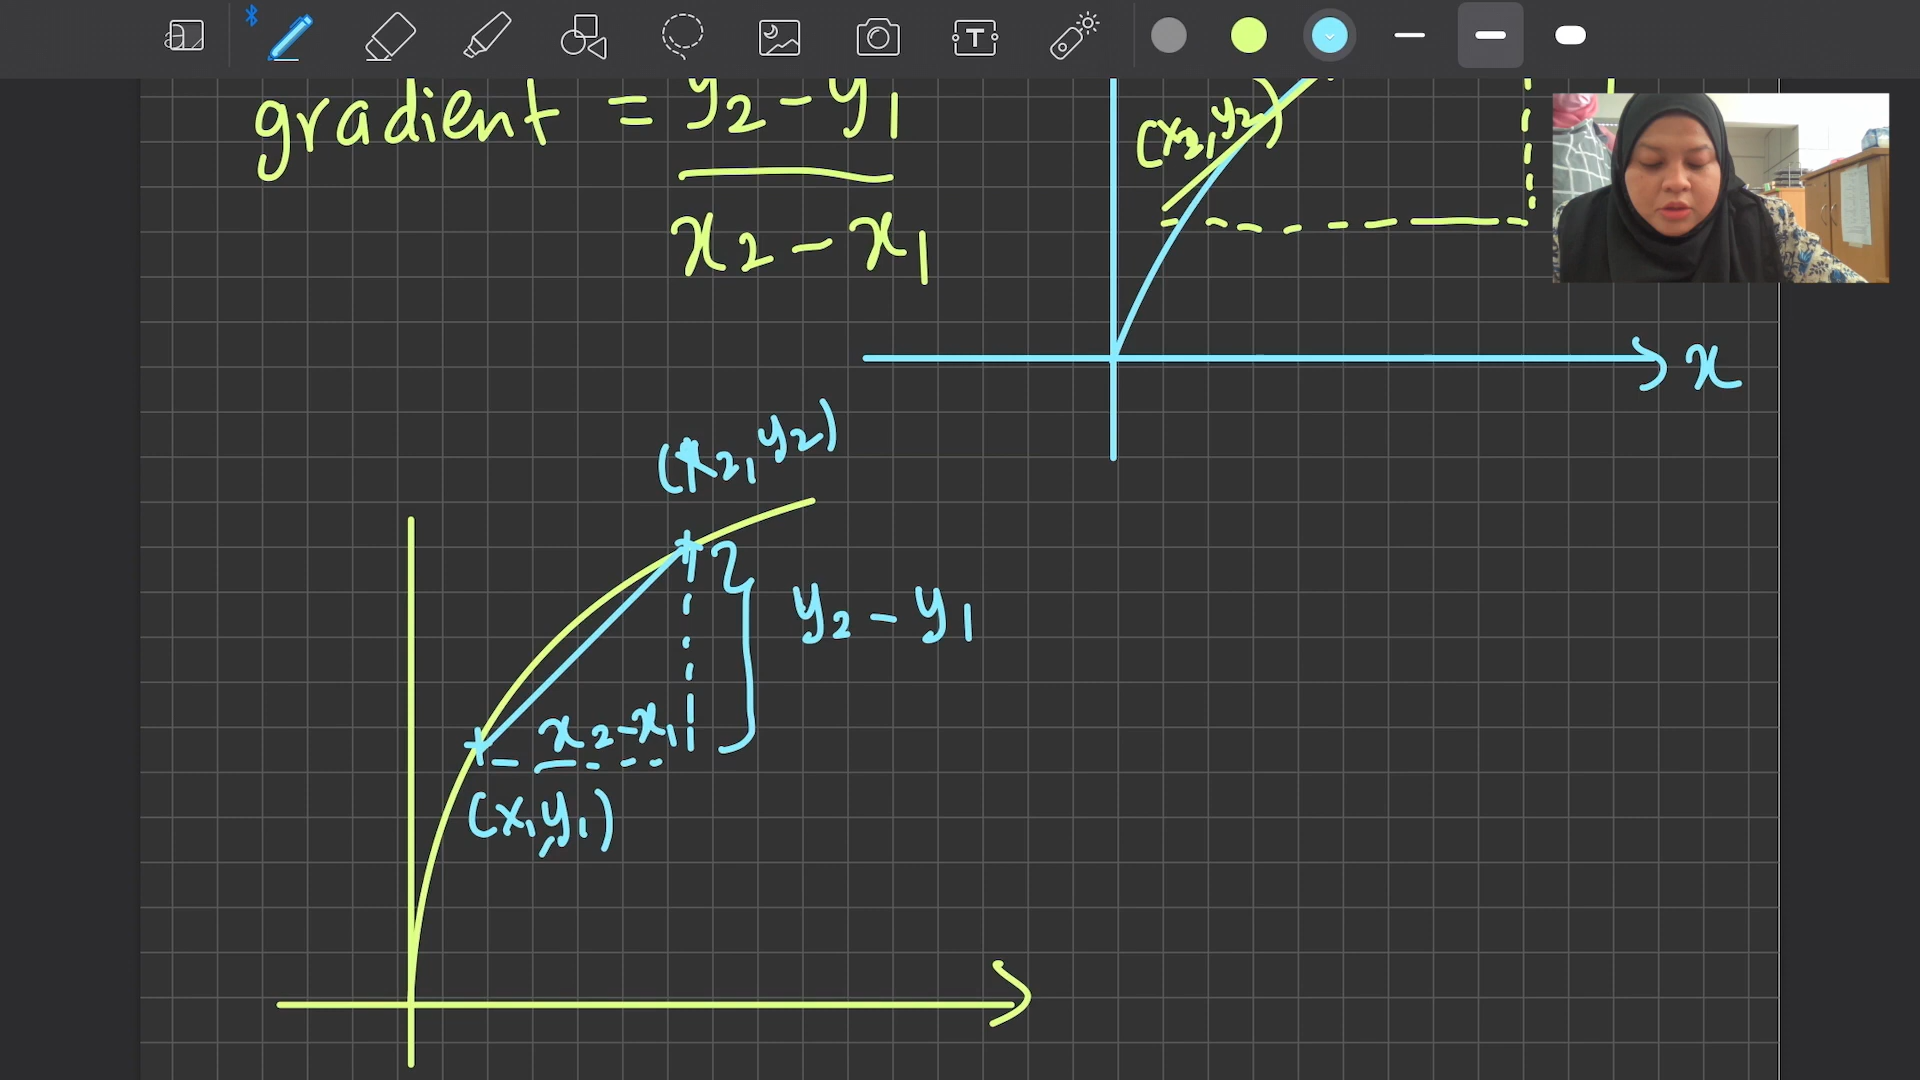 gradient = y2 - y1
x2 - x1
(x2, y2)
x
(x2, y2)
y2 - y1
x2 - x1
(x1, y1)
T